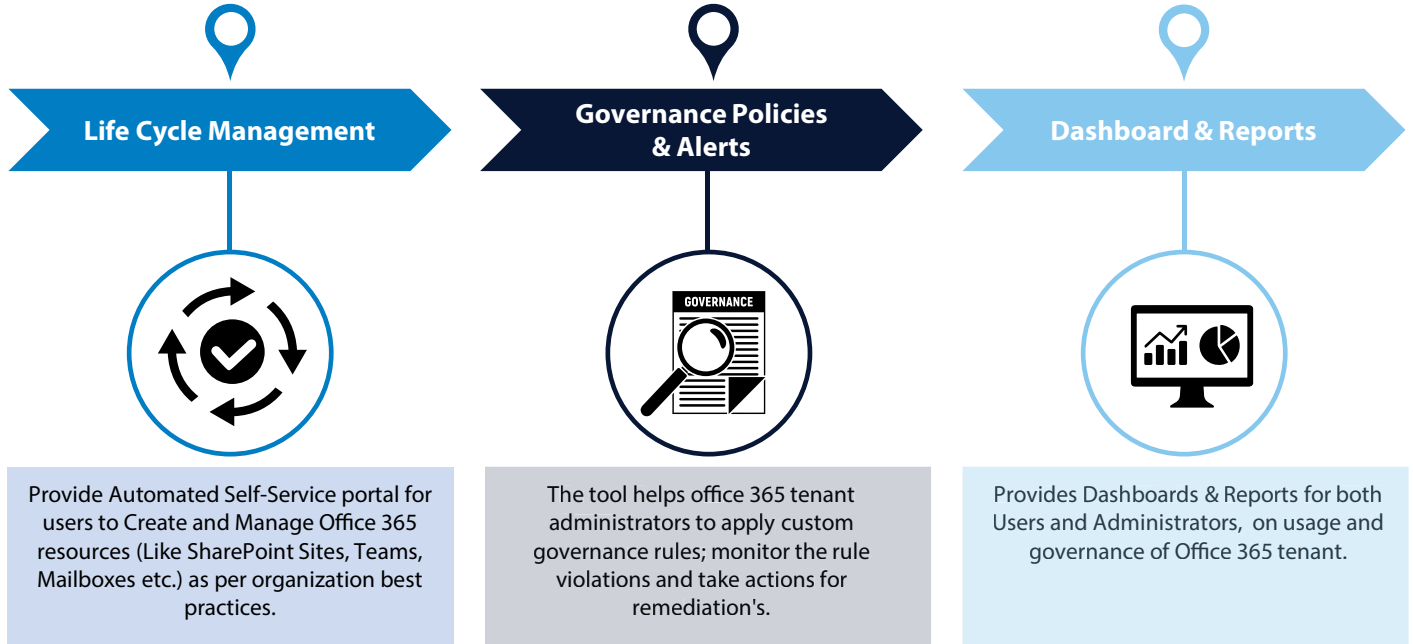 Life Cycle Management
Governance Policies
& Alerts
Dashboard & Reports
GOVERNANCE
Provide Automated Self-Service portal for
users to Create and Manage Office 365
resources (Like SharePoint Sites, Teams,
Mailboxes etc.) as per organization best
practices.
The tool helps office 365 tenant
administrators to apply custom
governance rules; monitor the rule
violations and take actions for
remediation's.
Provides Dashboards & Reports for both
Users and Administrators,  on usage and
governance of Office 365 tenant.